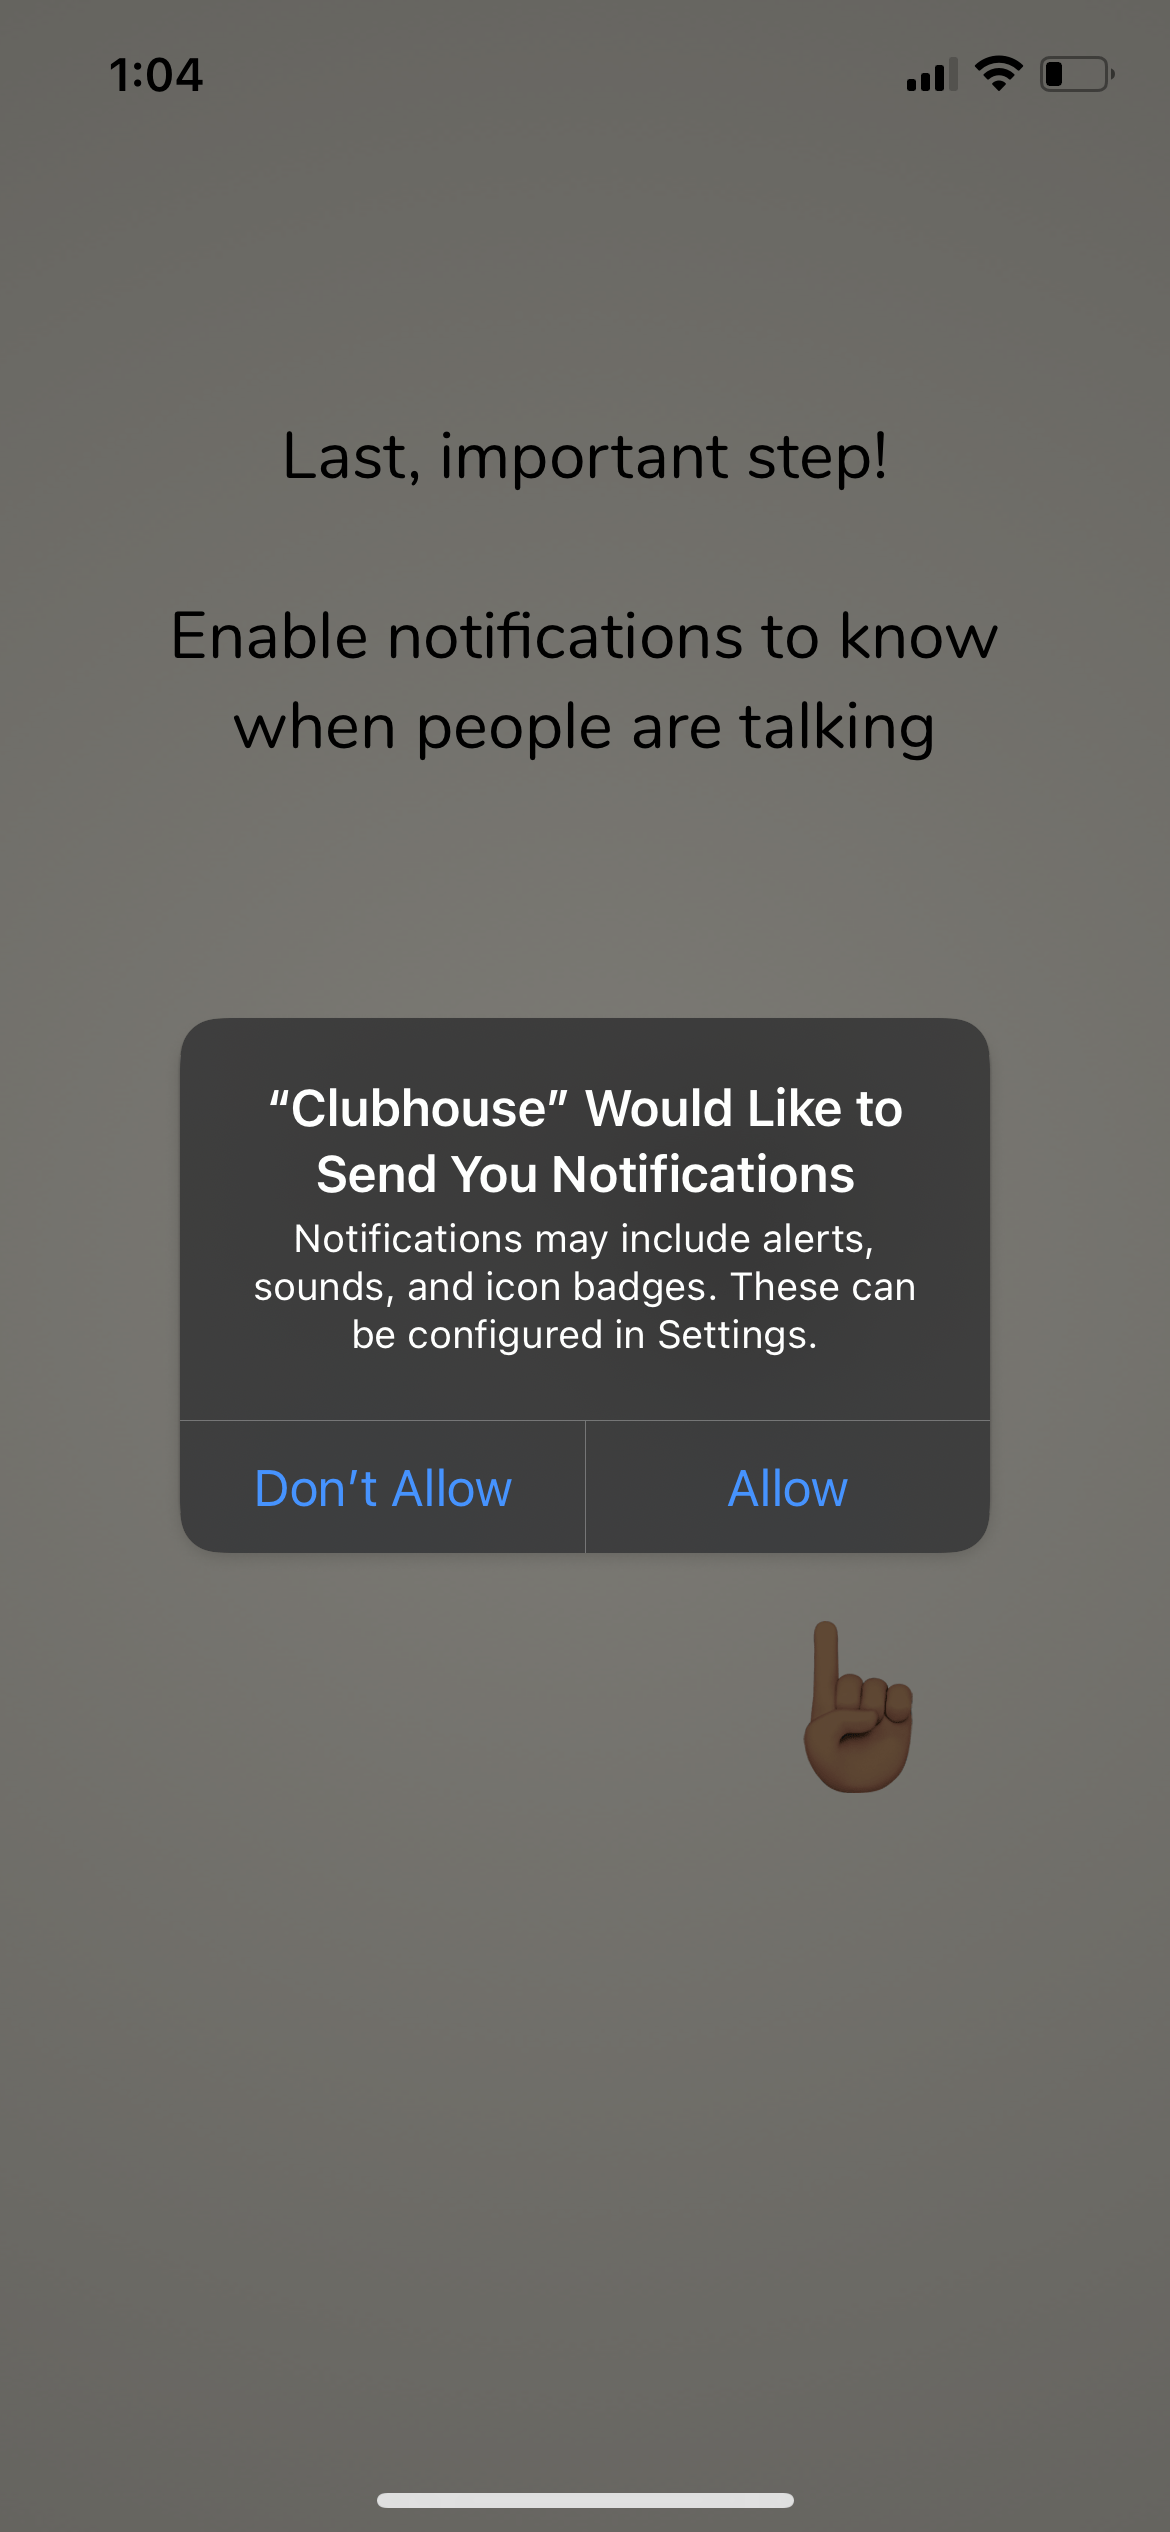 1:04
Last, important step!
Enable notifications to know
when people are talking
“Clubhouse” Would Like to
Send You Notifications
Notifications may include alerts,
sounds, and icon badges. These can
be configured in Settings.
Don’t Allow
Allow